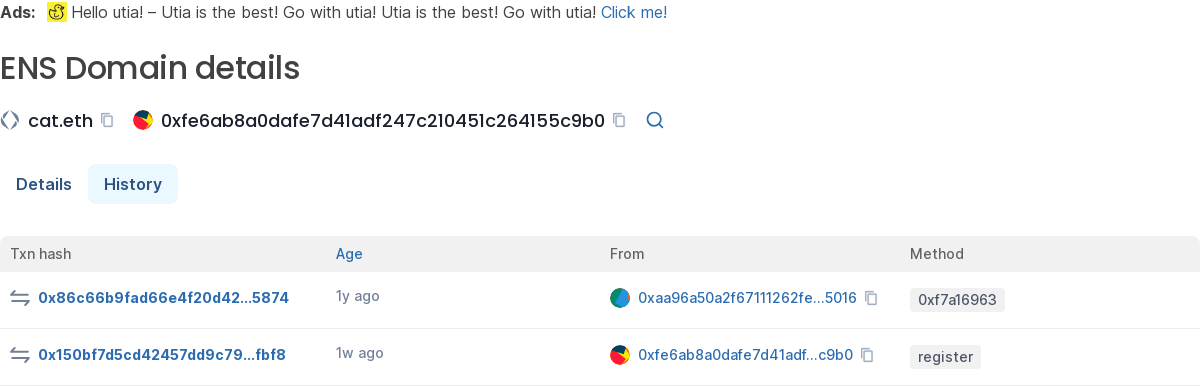 Ads: Hello utia! – Utia is the best! Go with utia! Utia is the best! Go with utia! Click me!
ENS Domain details
cat.eth 0xfe6ab8a0dafe7d41adf247c210451c264155c9b0
Details History
Txn hash Age From Method
0x86c66b9fad66e4f20d42...5874 1y ago 0xaa96a50a2f67111262fe...5016 0xf7a16963
0x150bf7d5cd42457dd9c79...fbf8 1w ago 0xfe6ab8a0dafe7d41adf...c9b0 register